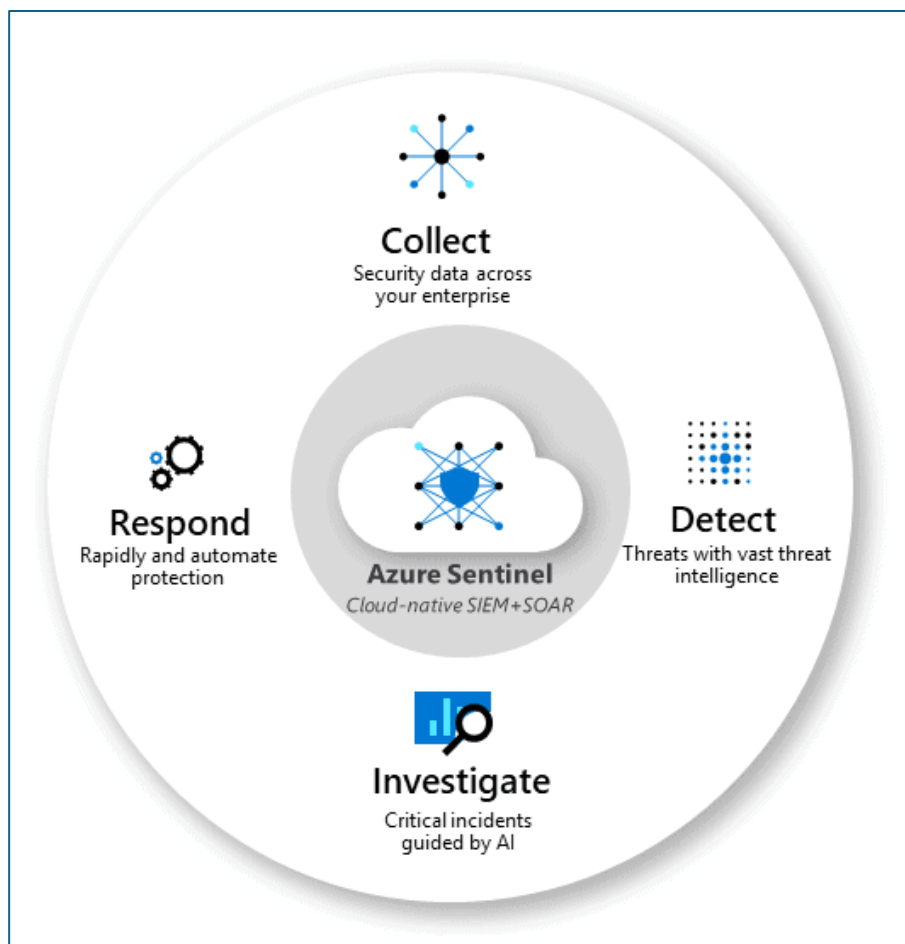 Collect
Security data across
your enterprise
Respond
Rapidly and automate
protection
Azure Sentinel
Cloud-native SIEM+SOAR
Detect
Threats with vast threat
intelligence
Investigate
Critical incidents
guided by AI